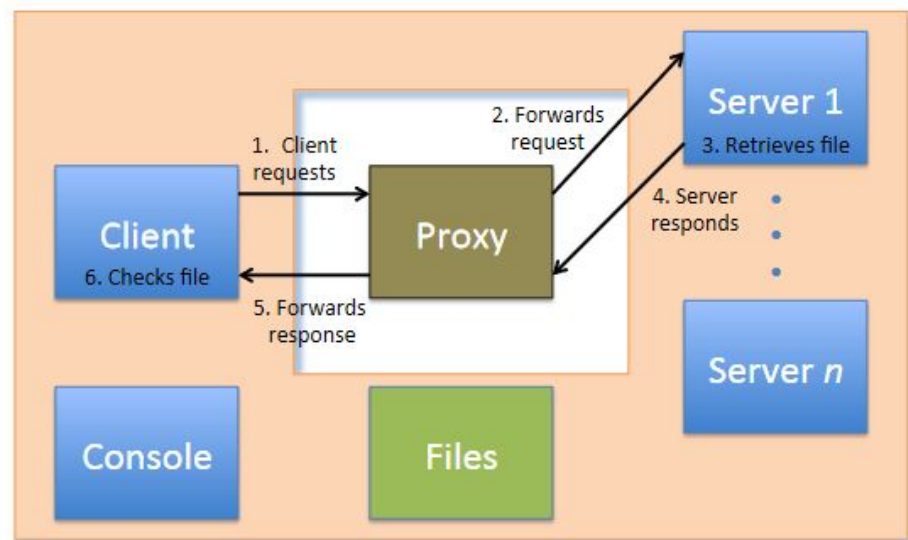 Server 1
3. Retrieves file
2. Forwards
request
1. Client
requests
4. Server
responds
Client
6. Checks file
Proxy
5. Forwards
response
Server n
Console
Files